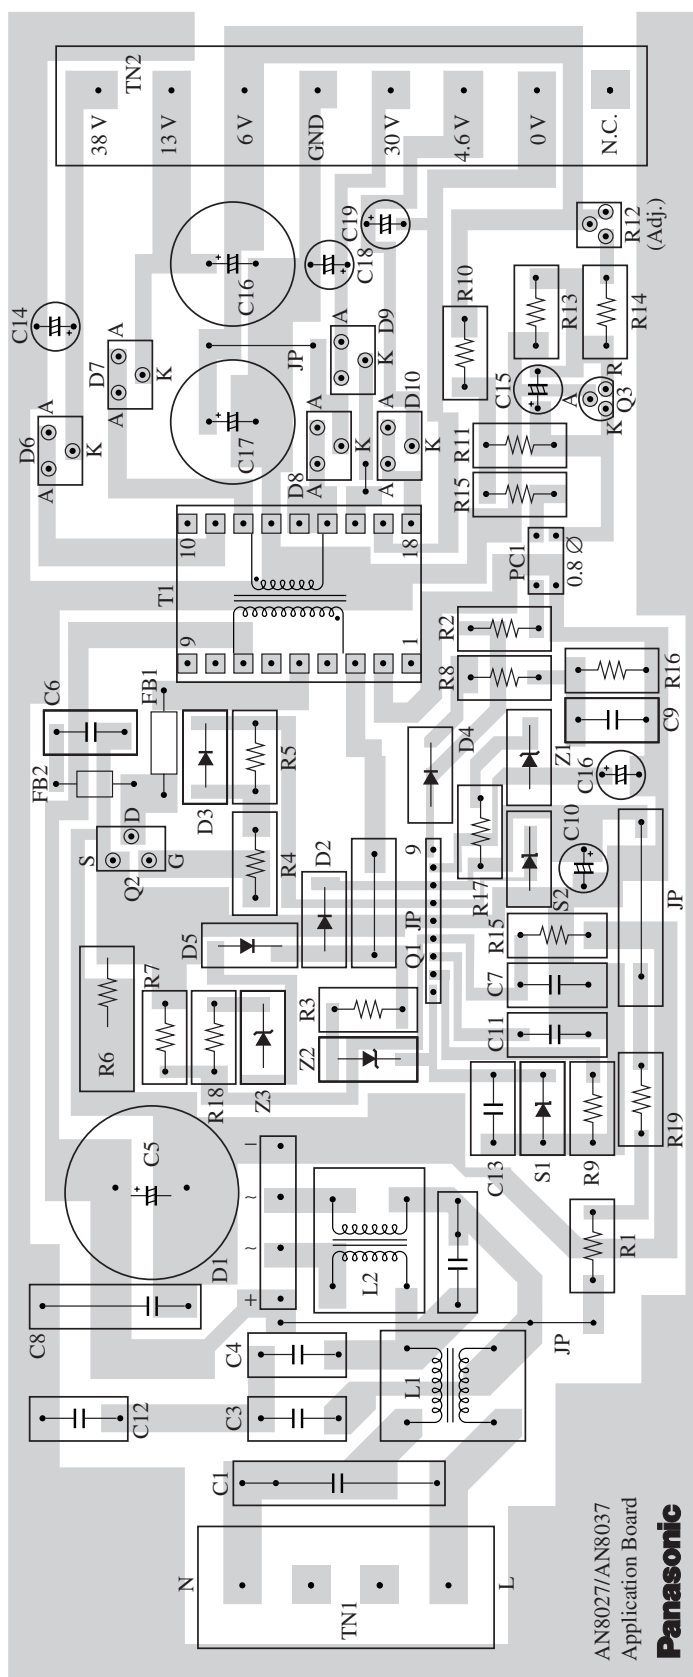 TN2
38 V
13 V
6 V
GND
30 V
4.6 V
0 V
N.C.
C14
D7
A
A
K
C16
C18
C19
R12
(Adj.)
D6
A
A
K
C17
JP
D9
A
K
R10
R13
R14
C15
D8
A
A
K
D10
A
A
K
R11
R15
Q3
A
K
R
T1
10
18
9
1
PC1
0.8 Ø
R2
R8
R16
C6
FB1
FB2
D3
R5
D4
Z1
C9
C16
S
D
G
Q2
R4
D2
Q1
JP
9
R17
S2
C10
JP
D5
R15
C7
C11
R6
R7
R18
Z3
R3
Z2
C13
S1
R9
R19
C5
D1
−
~
~
+
L2
R1
JP
C8
C4
C12
C3
L1
C1
N
TN1
L
AN8027/AN8037
Application Board
Panasonic